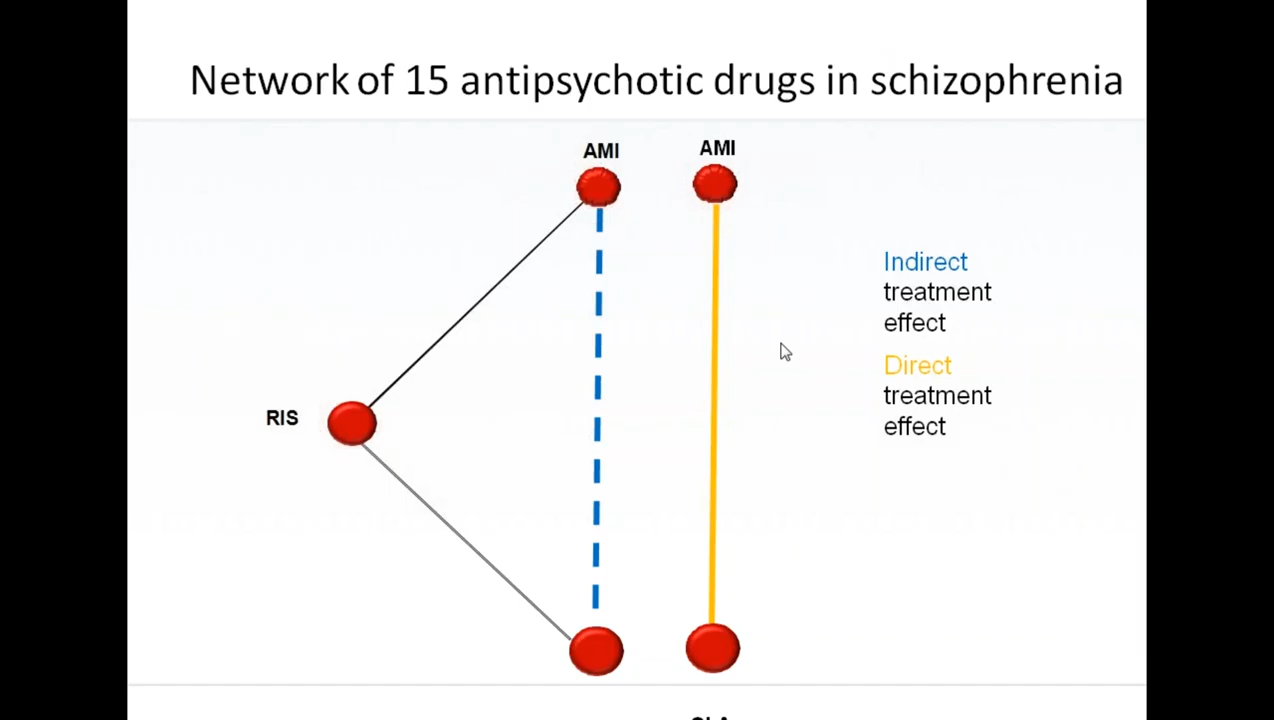 Network of 15 antipsychotic drugs in schizophrenia
AMI
AMI
Indirect
treatment
effect
Direct
treatment
effect
RIS